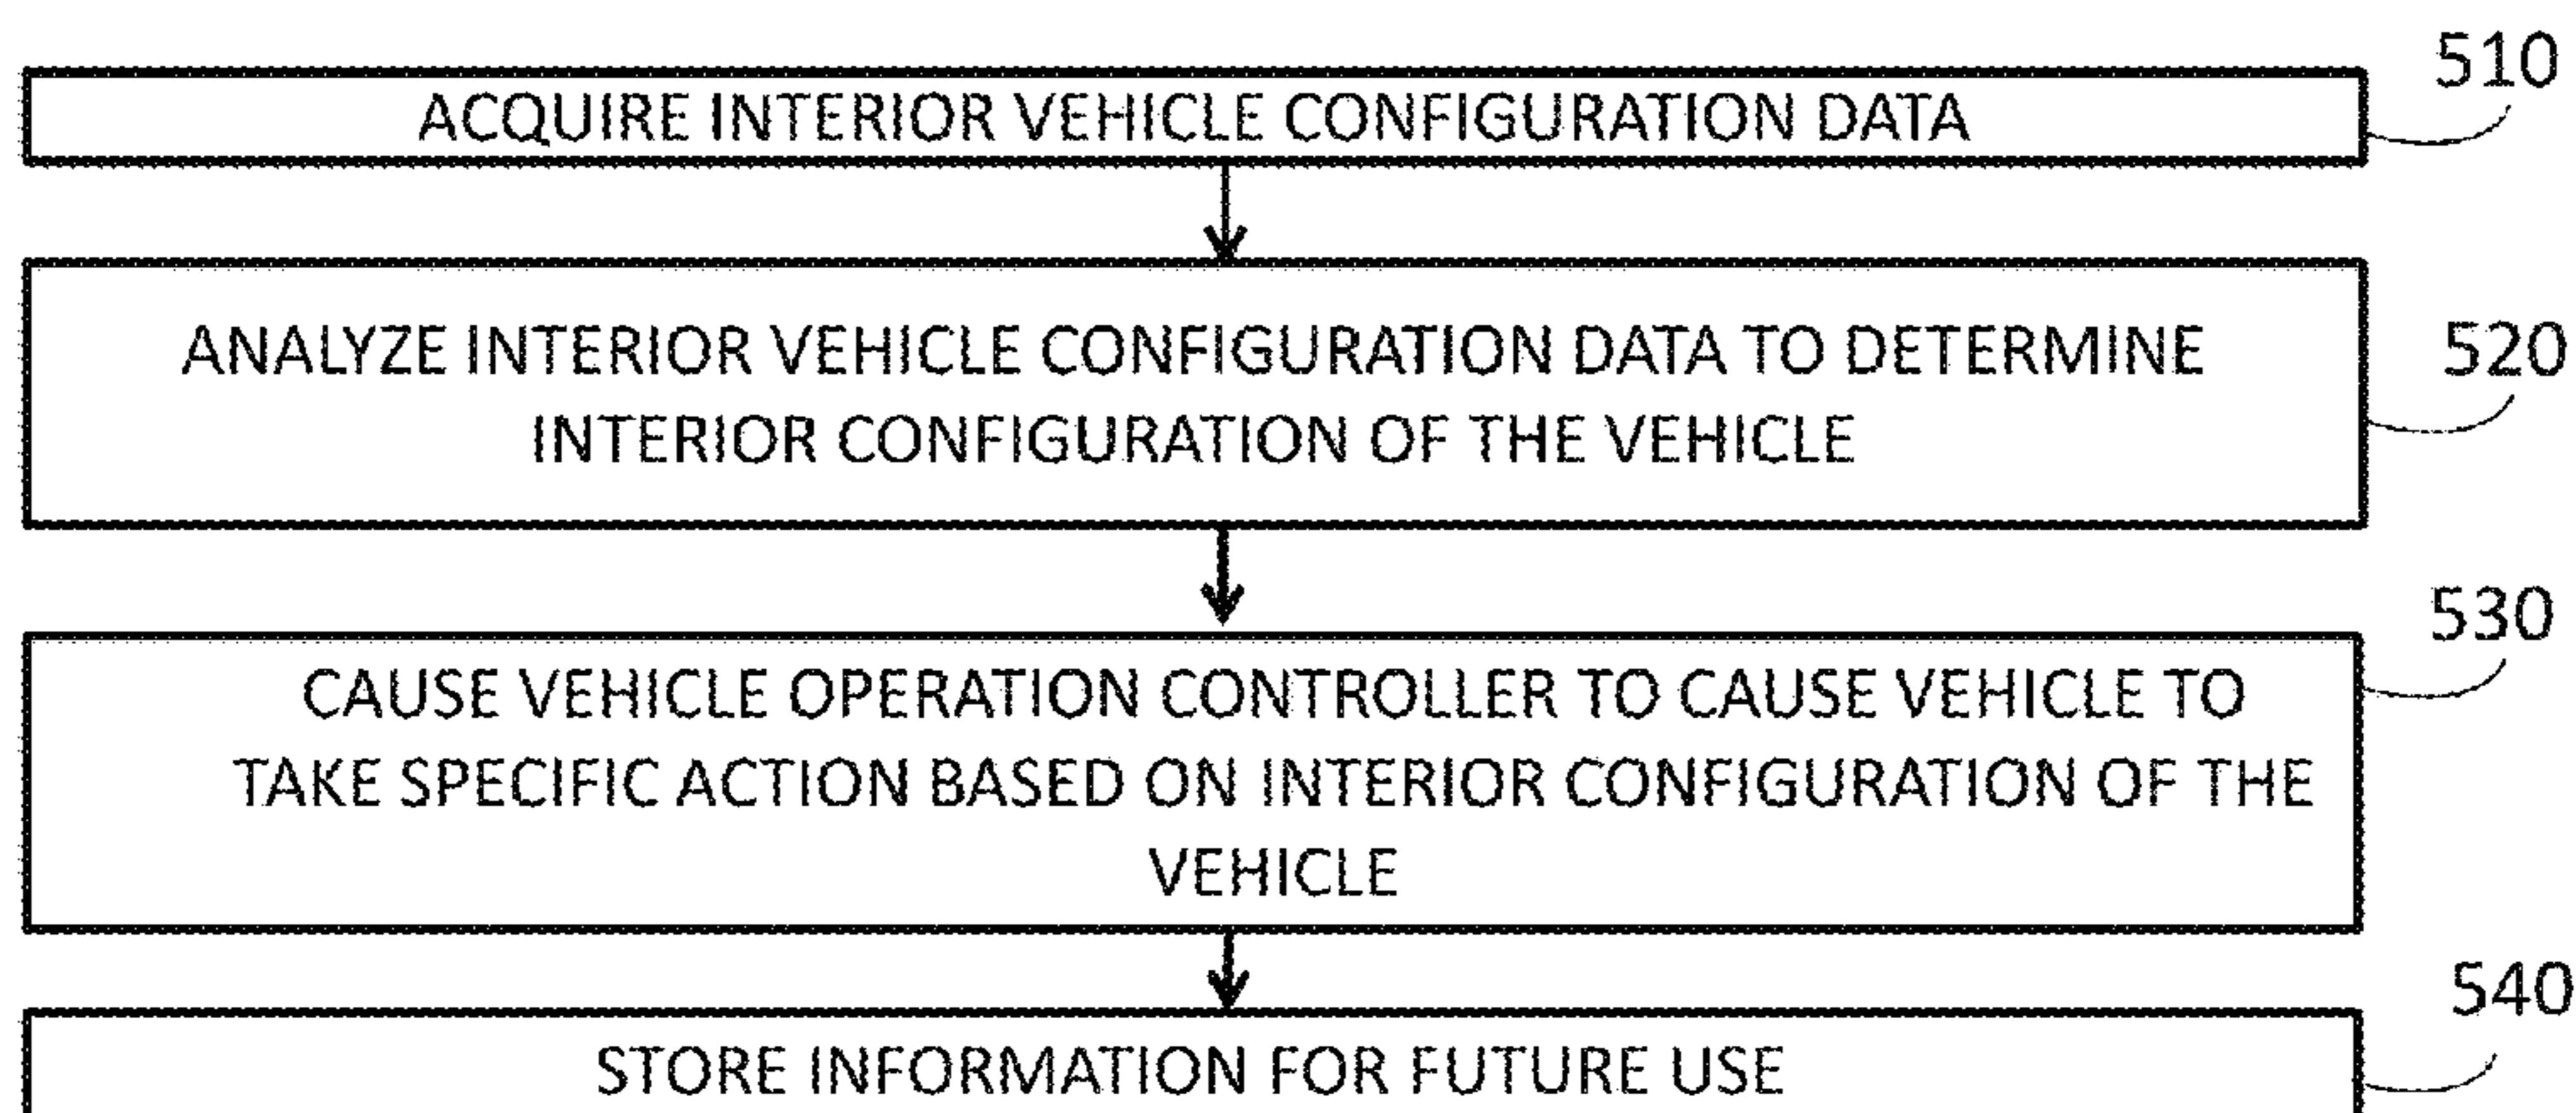 510
ACQUIRE INTERIOR VEHICLE CONFIGURATION DATA
520
ANALYZE INTERIOR VEHICLE CONFIGURATION DATA TO DETERMINE
INTERIOR CONFIGURATION OF THE VEHICLE
530
CAUSE VEHICLE OPERATION CONTROLLER TO CAUSE VEHICLE TO
TAKE SPECIFIC ACTION BASED ON INTERIOR CONFIGURATION OF THE
VEHICLE
540
STORE INFORMATION FOR FUTURE USE